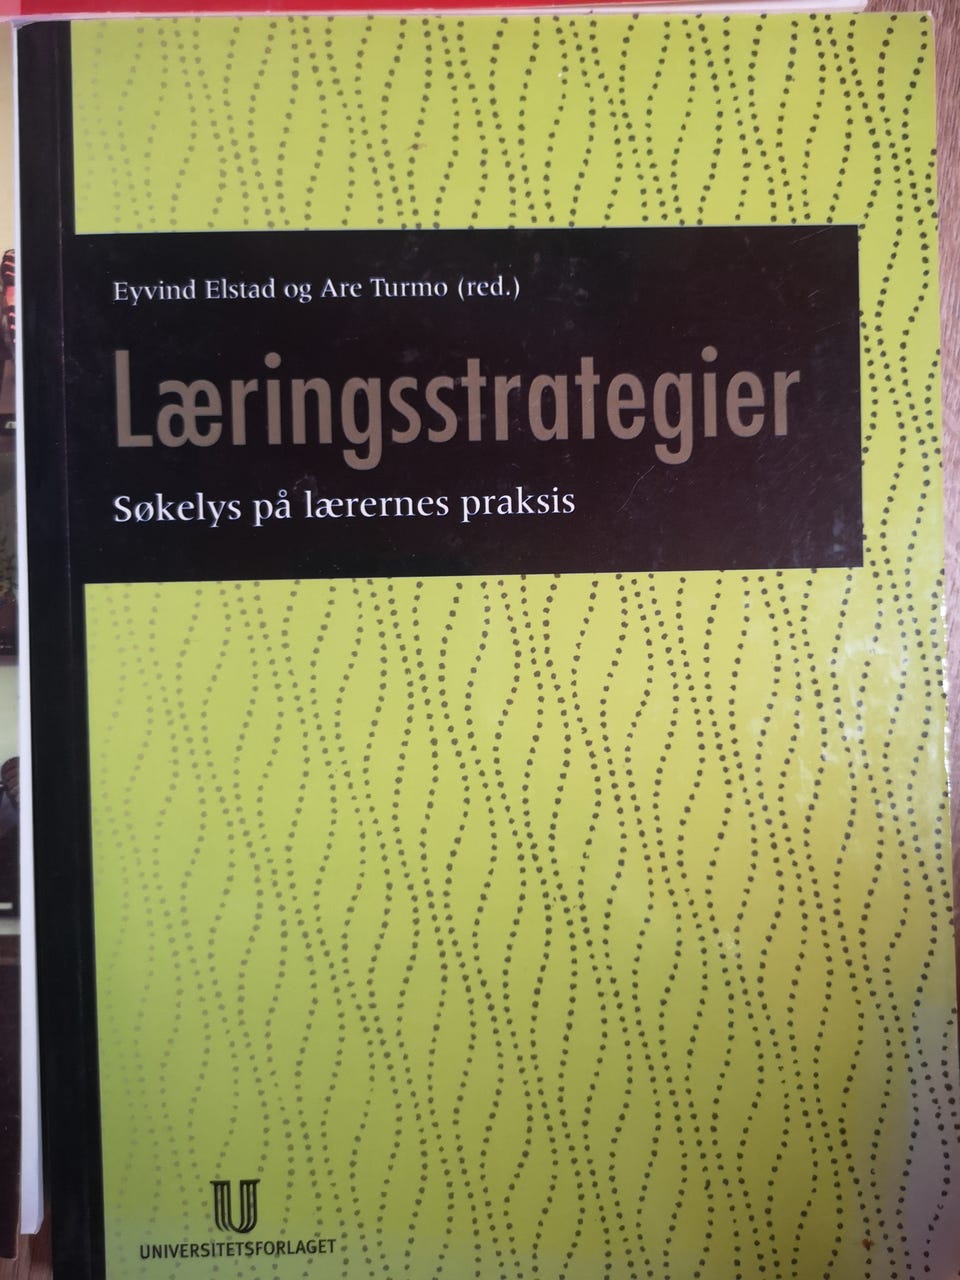 Eyvind Elstad og Are Turmo (red.)
Læringsstrategier
Søkelys på lærernes praksis
UNIVERSITETSFORLAGET